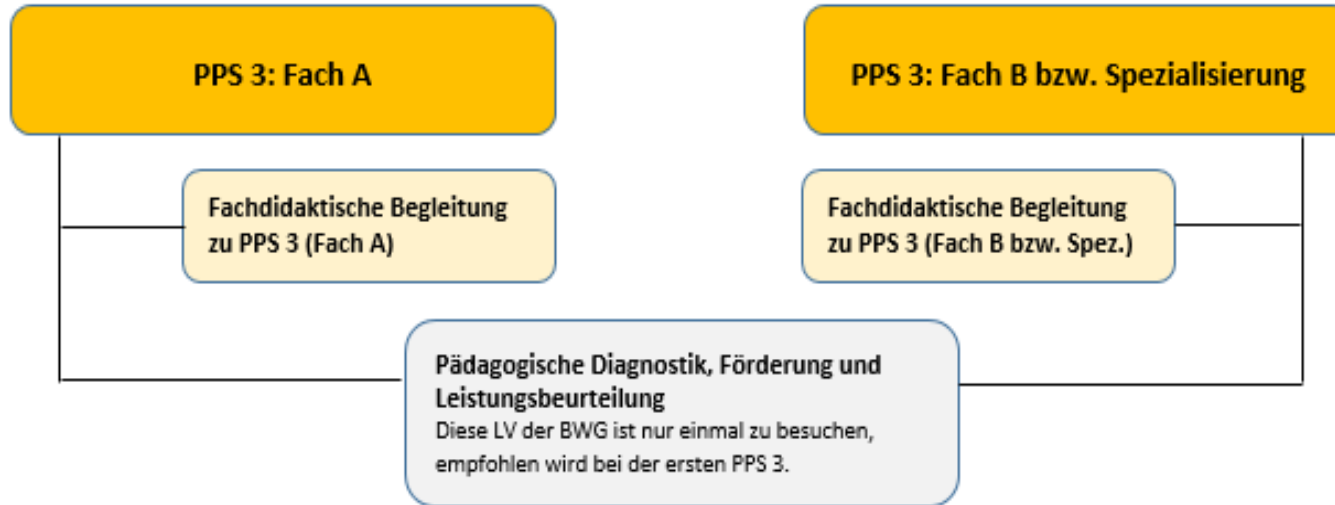 PPS 3: Fach A
PPS 3: Fach B bzw. Spezialisierung
Fachdidaktische Begleitung
zu PPS 3 (Fach A)
Fachdidaktische Begleitung
zu PPS 3 (Fach B bzw. Spez.)
Pädagogische Diagnostik, Förderung und
Leistungsbeurteilung
Diese LV der BWG ist nur einmal zu besuchen,
empfohlen wird bei der ersten PPS 3.